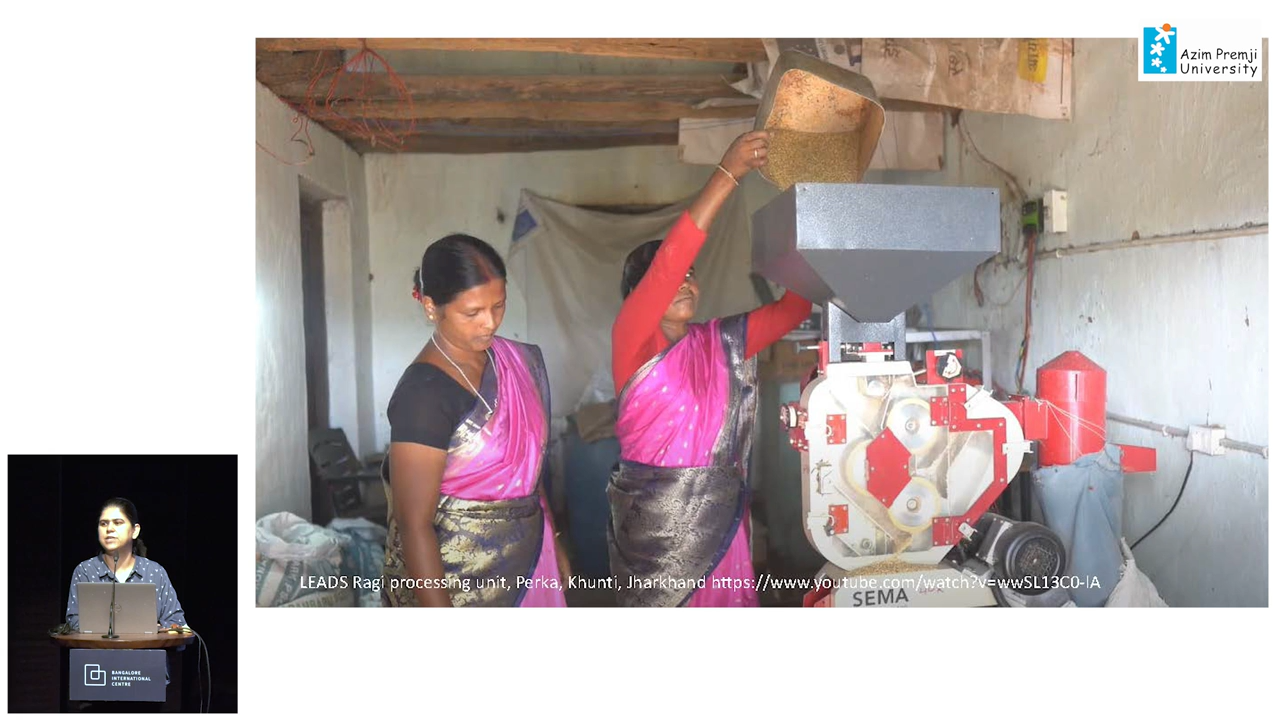 Azim Premji
University
LEADS Ragi processing unit, Perka, Khunti, Jharkhand https://www.youtube.com/watch?v=wwSL13C0-lA
SEMA
BANGALORE
INTERNATIONAL
CENTRE